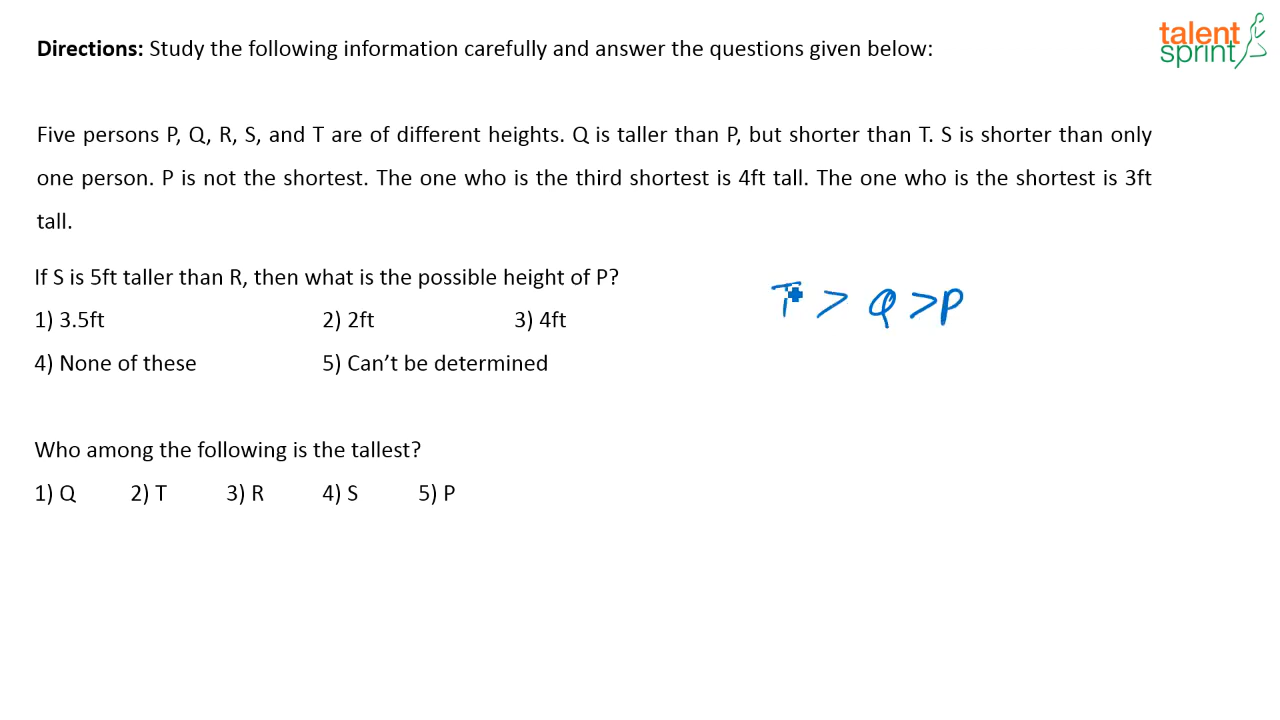 talent
sprint
Directions: Study the following information carefully and answer the questions given below:
Five persons P, Q, R, S, and T are of different heights. Q is taller than P, but shorter than T. S is shorter than only
one person. P is not the shortest. The one who is the third shortest is 4ft tall. The one who is the shortest is 3ft
tall.
If S is 5ft taller than R, then what is the possible height of P?
1) 3.5ft 2) 2ft 3) 4ft
4) None of these 5) Can’t be determined
T > Q > P
Who among the following is the tallest?
1) Q 2) T 3) R 4) S 5) P